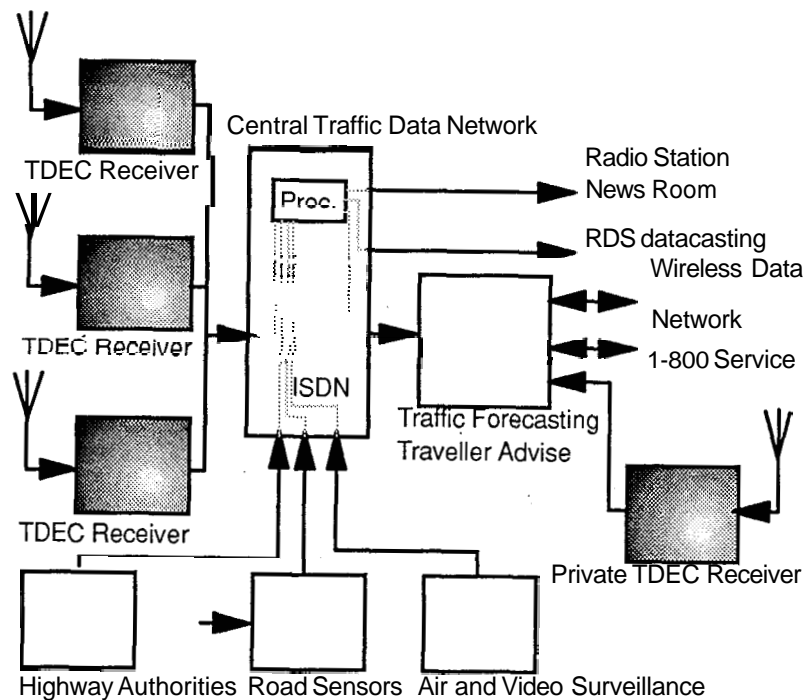 TDEC Receiver
Central Traffic Data Network
Proc.
Radio Station
News Room
RDS datacasting
Wireless Data
TDEC Receiver
Network
1-800 Service
ISDN
Traffic Forecasting
Traveller Advise
TDEC Receiver
Private TDEC Receiver
Highway Authorities
Road Sensors
Air and Video Surveillance